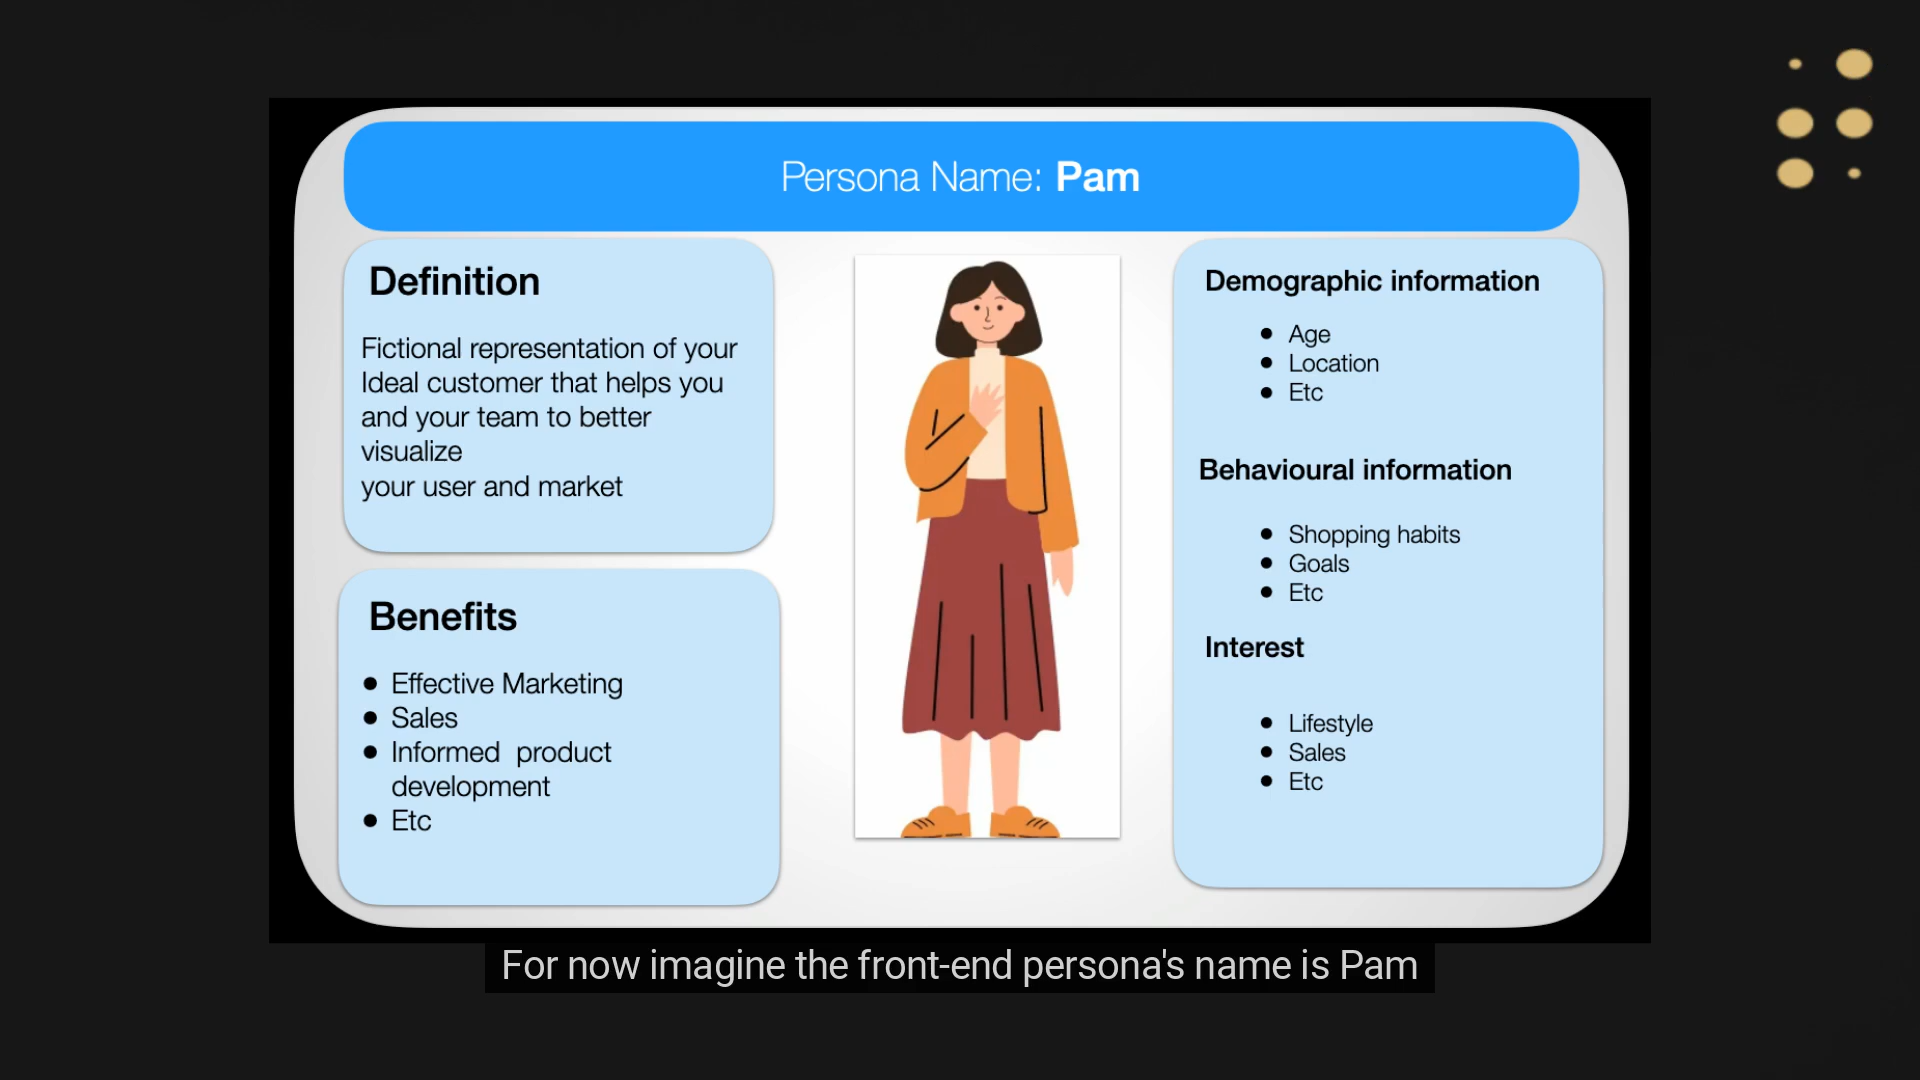 Persona Name: Pam
Definition
Fictional representation of your
Ideal customer that helps you
and your team to better
visualize
your user and market
Benefits
● Effective Marketing
● Sales
● Informed product
development
● Etc
Demographic information
● Age
● Location
● Etc
Behavioural information
● Shopping habits
● Goals
● Etc
Interest
● Lifestyle
● Sales
● Etc
For now imagine the front-end persona's name is Pam